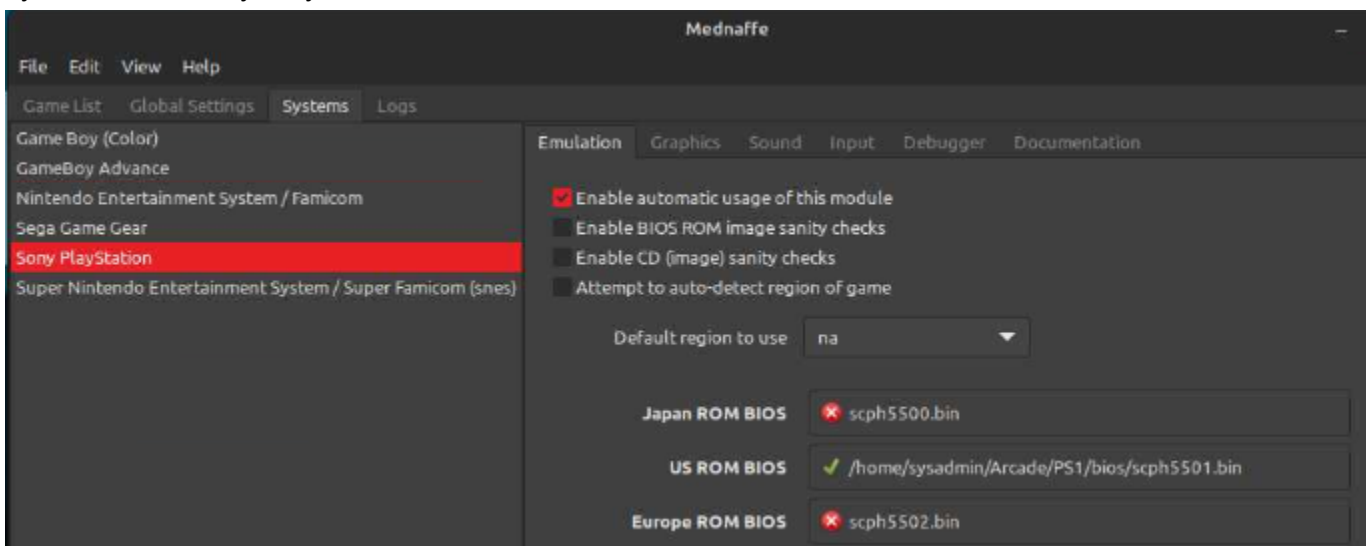 Mednaffe
File Edit View Help
Game List Global Settings Systems Logs
Game Boy (Color)
GameBoy Advance
Nintendo Entertainment System / Famicom
Sega Game Gear
Sony PlayStation
Super Nintendo Entertainment System / Super Famicom (snes)
Emulation Graphics Sound Input Debugger Documentation
Enable automatic usage of this module
Enable BIOS ROM image sanity checks
Enable CD (image) sanity checks
Attempt to auto-detect region of game
Default region to use na
Japan ROM BIOS scph5500.bin
US ROM BIOS /home/sysadmin/Arcade/PS1/bios/scph5501.bin
Europe ROM BIOS scph5502.bin